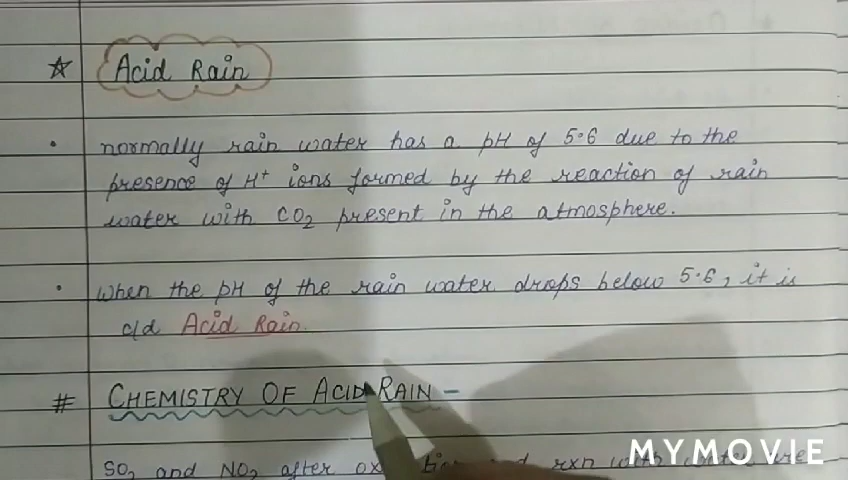 ☆ Acid Rain
• normally rain water has a pH of 5.6 due to the
presence of H⁺ ions formed by the reaction of rain
water with CO₂ present in the atmosphere.
• when the pH of the rain water drops below 5.6, it is
c/d Acid Rain.
# CHEMISTRY OF ACID RAIN -
SO₂ and NO₂ after rxn with
MYMOVIE